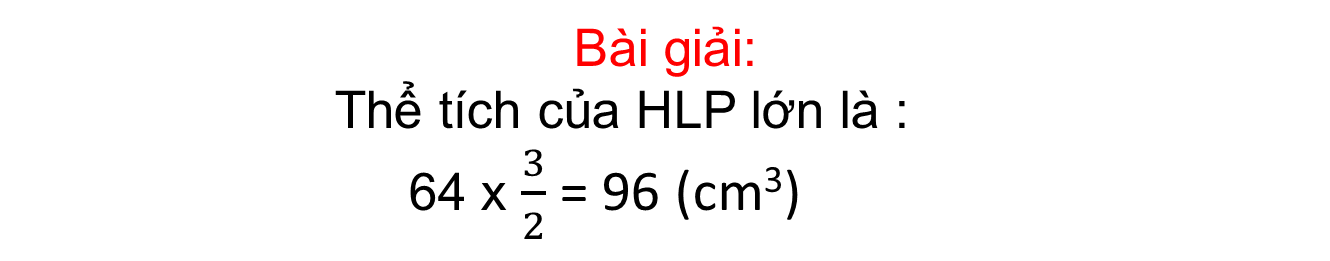 Bài giải:
Thể tích của HLP lớn là :
64 x 3/2 = 96 (cm³)